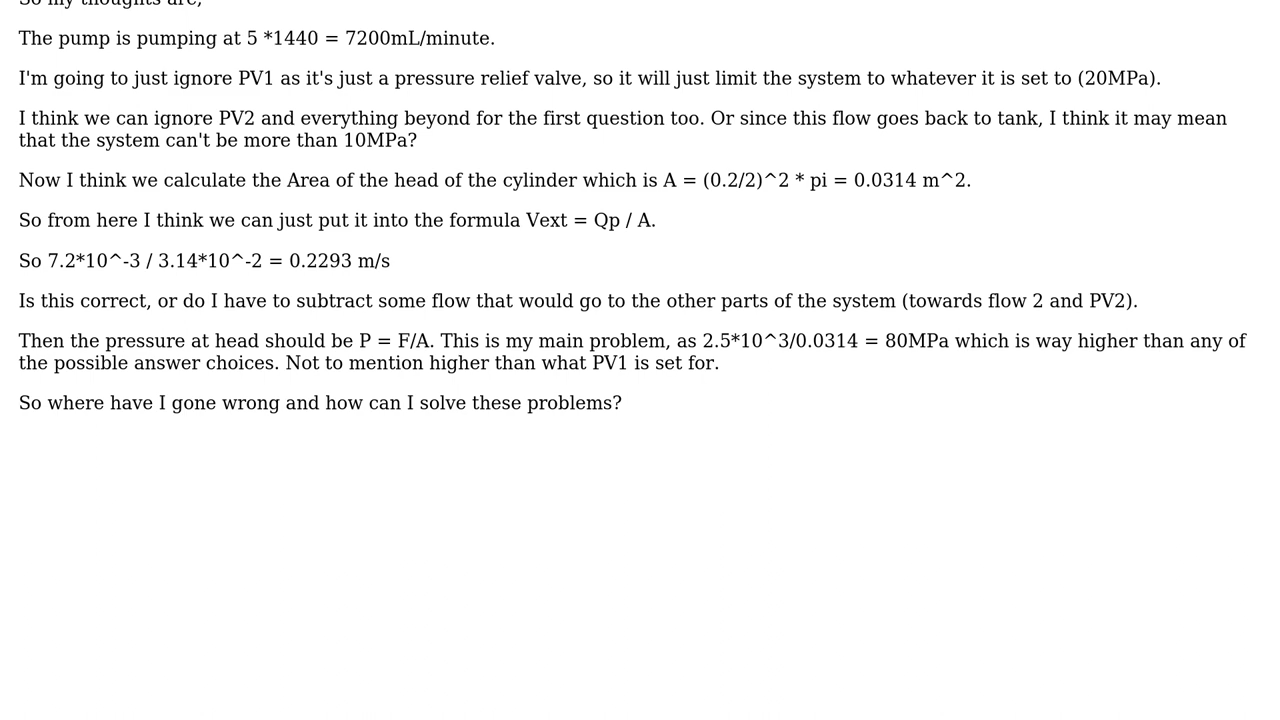 So my thoughts are,
The pump is pumping at 5 *1440 = 7200mL/minute.
I'm going to just ignore PV1 as it's just a pressure relief valve, so it will just limit the system to whatever it is set to (20MPa).
I think we can ignore PV2 and everything beyond for the first question too. Or since this flow goes back to tank, I think it may mean
that the system can't be more than 10MPa?
Now I think we calculate the Area of the head of the cylinder which is A = (0.2/2)^2 * pi = 0.0314 m^2.
So from here I think we can just put it into the formula Vext = Qp / A.
So 7.2*10^-3 / 3.14*10^-2 = 0.2293 m/s
Is this correct, or do I have to subtract some flow that would go to the other parts of the system (towards flow 2 and PV2).
Then the pressure at head should be P = F/A. This is my main problem, as 2.5*10^3/0.0314 = 80MPa which is way higher than any of
the possible answer choices. Not to mention higher than what PV1 is set for.
So where have I gone wrong and how can I solve these problems?